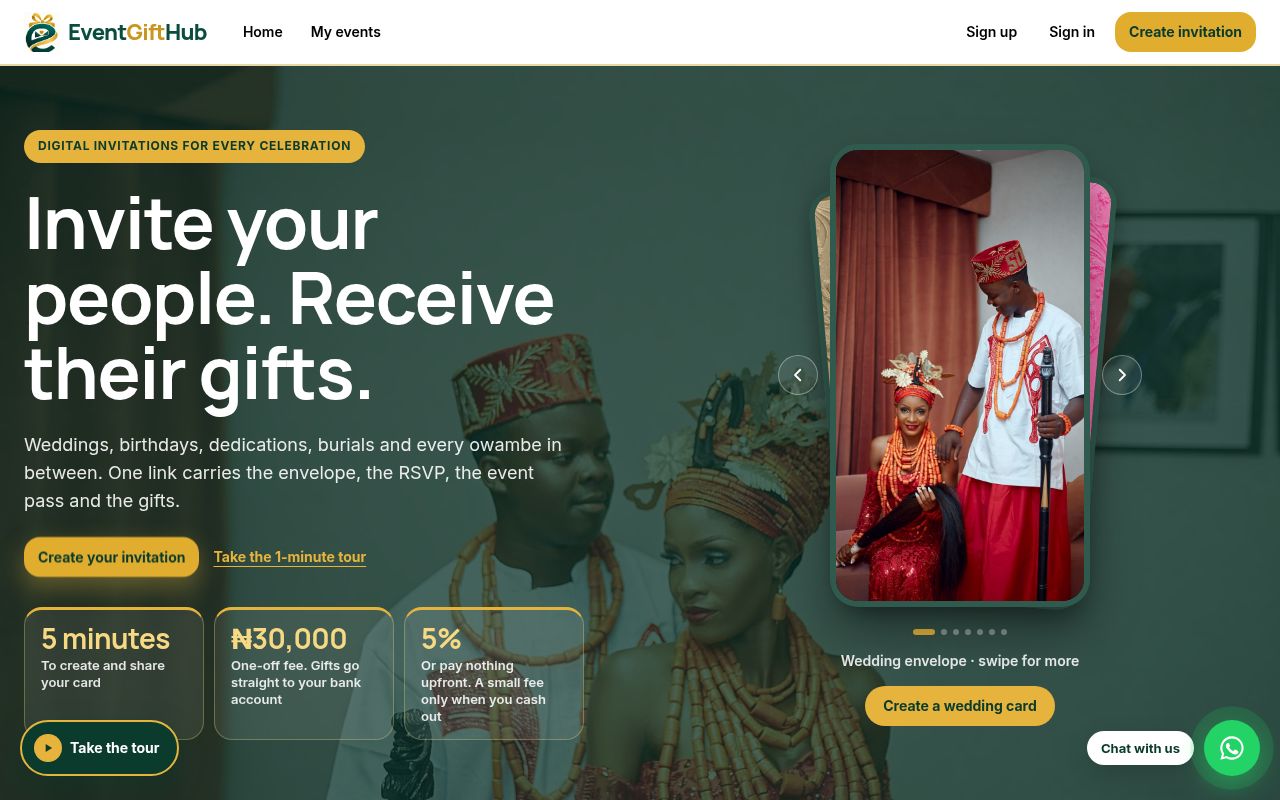 EventGiftHub
Home
My events
Sign up
Sign in
Create invitation
DIGITAL INVITATIONS FOR EVERY CELEBRATION
Invite your
people. Receive
their gifts.
Weddings, birthdays, dedications, burials and every owambe in
between. One link carries the envelope, the RSVP, the event
pass and the gifts.
Create your invitation
Take the 1-minute tour
5 minutes
To create and share
your card
₦30,000
One-off fee. Gifts go
straight to your bank
account
5%
Or pay nothing
upfront. A small fee
only when you cash
out
Take the tour
Wedding envelope · swipe for more
Create a wedding card
Chat with us